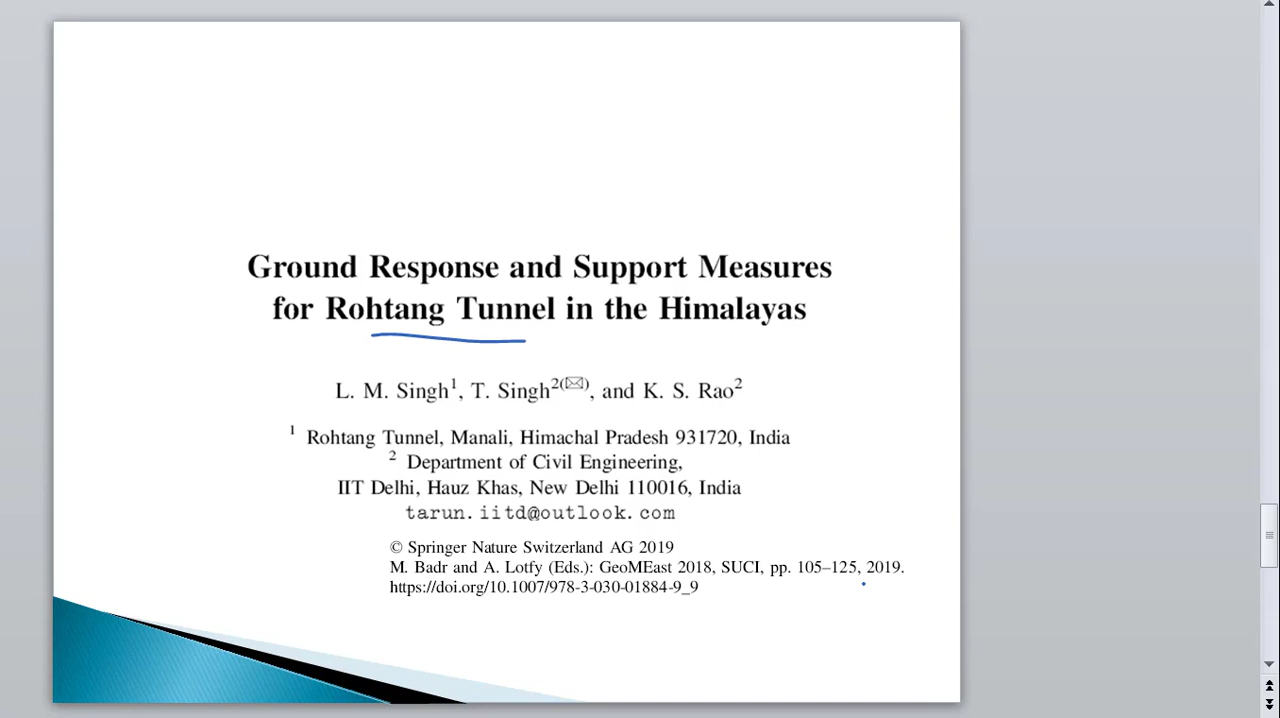 Ground Response and Support Measures
for Rohtang Tunnel in the Himalayas
L. M. Singh1, T. Singh2(✉), and K. S. Rao2
1 Rohtang Tunnel, Manali, Himachal Pradesh 931720, India
2 Department of Civil Engineering,
IIT Delhi, Hauz Khas, New Delhi 110016, India
tarun.iitd@outlook.com
© Springer Nature Switzerland AG 2019
M. Badr and A. Lotfy (Eds.): GeoMEast 2018, SUCI, pp. 105–125, 2019.
https://doi.org/10.1007/978-3-030-01884-9_9